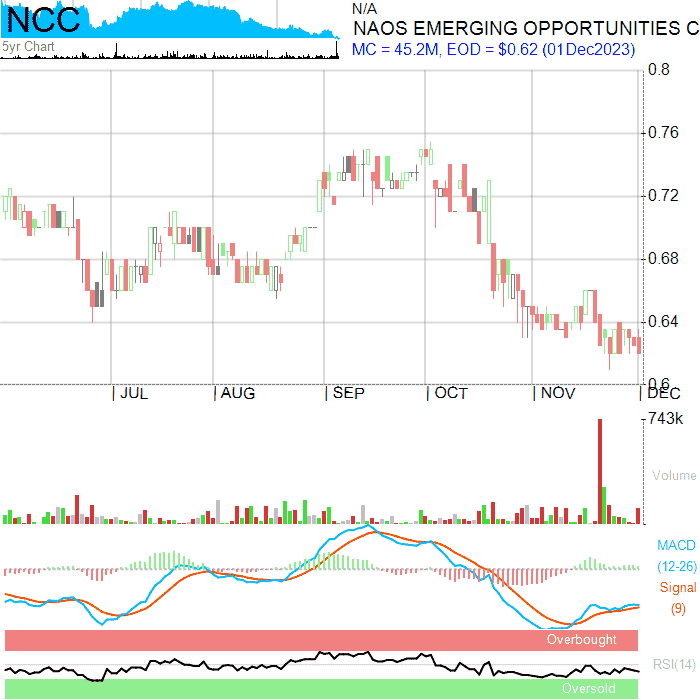 NCC
5yr Chart
N/A
NAOS EMERGING OPPORTUNITIES C
MC = 45.2M, EOD = $0.62 (01Dec2023)
0.8
0.76
0.72
0.68
0.64
0.6
JUL AUG SEP OCT NOV DEC
743k
Volume
MACD
(12-26)
Signal
(9)
Overbought
RSI(14)
Oversold